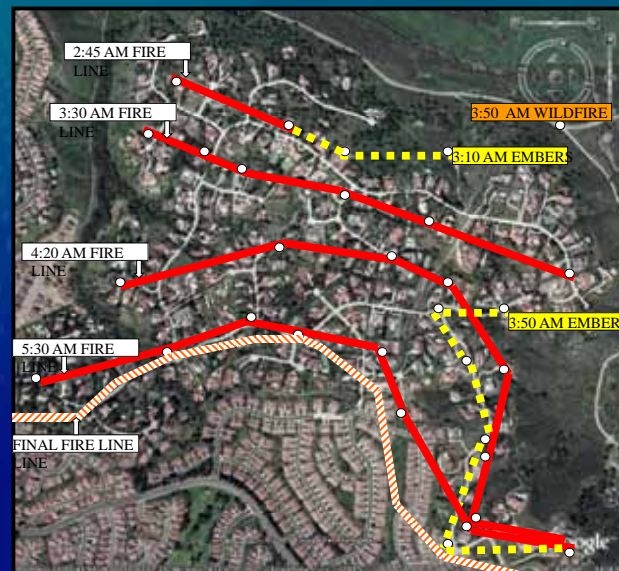 2:45 AM FIRE
LINE
3:30 AM FIRE
LINE
3:50 AM WILDFIRE
3:10 AM EMBERS
4:20 AM FIRE
LINE
3:50 AM EMBER
5:30 AM FIRE
LINE
FINAL FIRE LINE
LINE